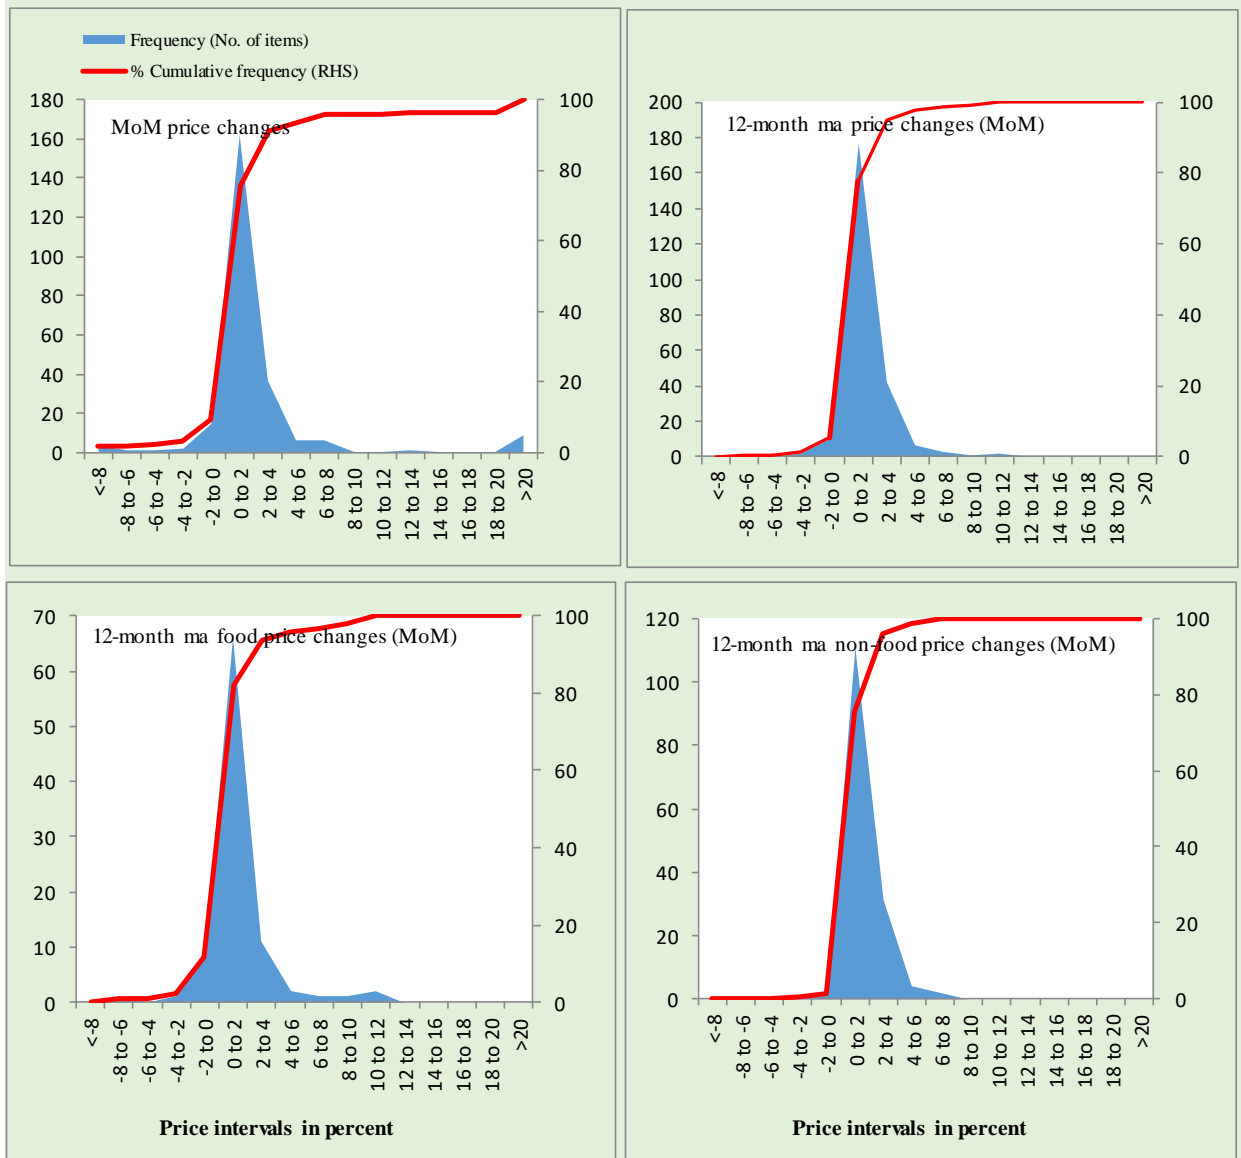 Frequency (No. of items)
% Cumulative frequency (RHS)
MoM price changes
180
160
140
120
100
80
60
40
20
0
100
80
60
40
20
0
<-8
-8 to -6
-6 to -4
-4 to -2
-2 to 0
0 to 2
2 to 4
4 to 6
6 to 8
8 to 10
10 to 12
12 to 14
14 to 16
16 to 18
18 to 20
>20
12-month ma price changes (MoM)
200
180
160
140
120
100
80
60
40
20
0
100
80
60
40
20
0
<-8
-8 to -6
-6 to -4
-4 to -2
-2 to 0
0 to 2
2 to 4
4 to 6
6 to 8
8 to 10
10 to 12
12 to 14
14 to 16
16 to 18
18 to 20
>20
12-month ma food price changes (MoM)
70
60
50
40
30
20
10
0
100
80
60
40
20
0
<-8
-8 to -6
-6 to -4
-4 to -2
-2 to 0
0 to 2
2 to 4
4 to 6
6 to 8
8 to 10
10 to 12
12 to 14
14 to 16
16 to 18
18 to 20
>20
Price intervals in percent
12-month ma non-food price changes (MoM)
120
100
80
60
40
20
0
100
80
60
40
20
0
<-8
-8 to -6
-6 to -4
-4 to -2
-2 to 0
0 to 2
2 to 4
4 to 6
6 to 8
8 to 10
10 to 12
12 to 14
14 to 16
16 to 18
18 to 20
>20
Price intervals in percent